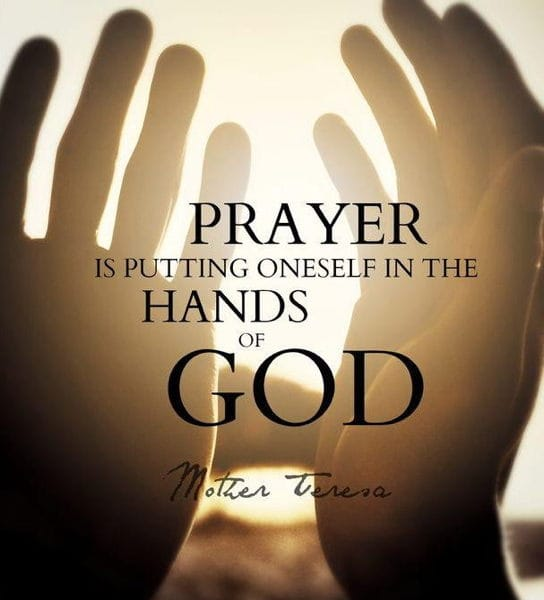 PRAYER
IS PUTTING ONESELF IN THE
HANDS
OF
GOD
Mother Teresa